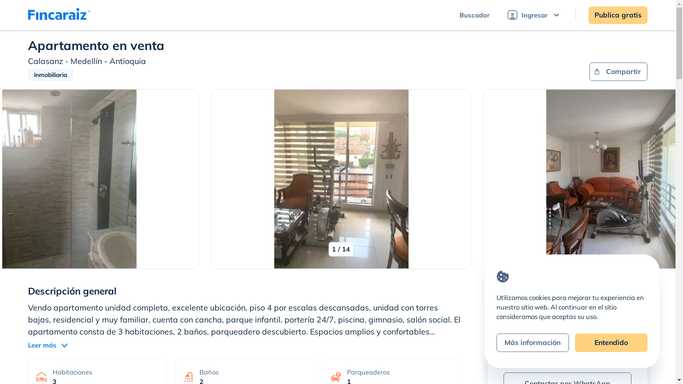 Fincaraiz
Buscador
Ingresar
Publica gratis
Apartamento en venta
Calasanz - Medellín - Antioquia
Inmobiliaria
Compartir
1 / 14
Descripción general
Vendo apartamento unidad completa, excelente ubicación, piso 4 por escalas descansadas, unidad con torres
bajas, residencial y muy familiar, cuenta con cancha, parque infantil, portería 24/7, piscina, gimnasio, salón social. El
apartamento consta de 3 habitaciones, 2 baños, parqueadero descubierto. Espacios amplios y confortables...
Leer más
Habitaciones
3
Baños
2
Parqueaderos
1
Utilizamos cookies para mejorar tu experiencia en
nuestro sitio web. Al continuar en el sitio
consideramos que aceptas su uso.
Más información
Entendido
Contactar por WhatsApp